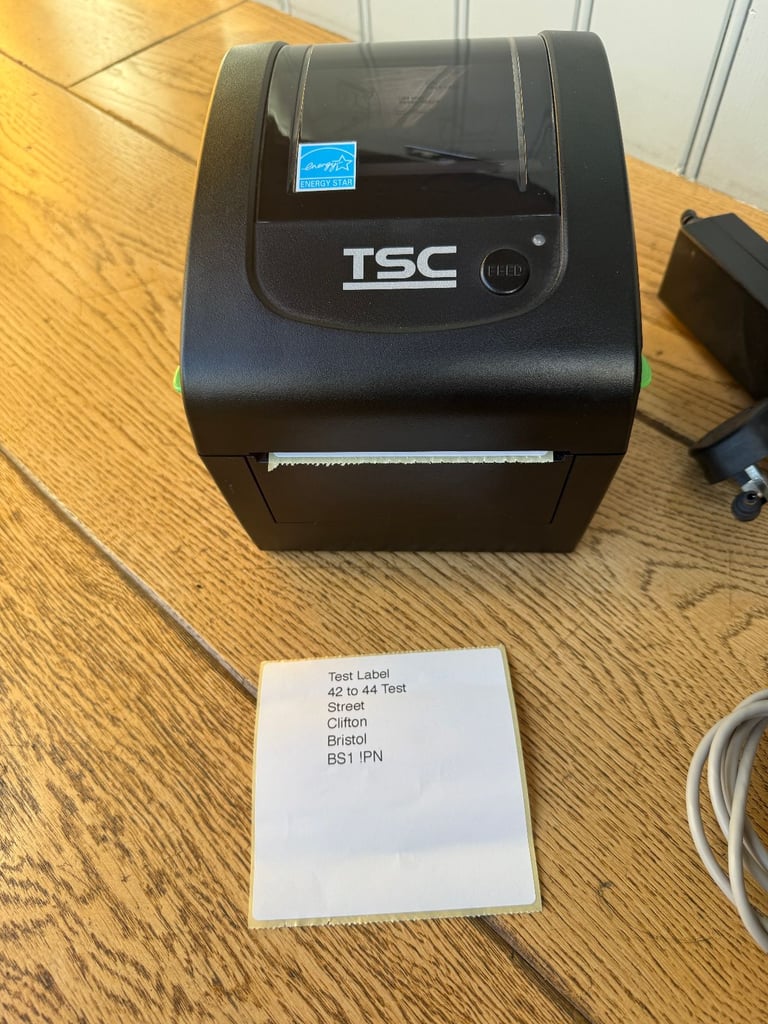 energy
ENERGY STAR
TSC
FEED
Test Label
42 to 44 Test
Street
Clifton
Bristol
BS1 !PN